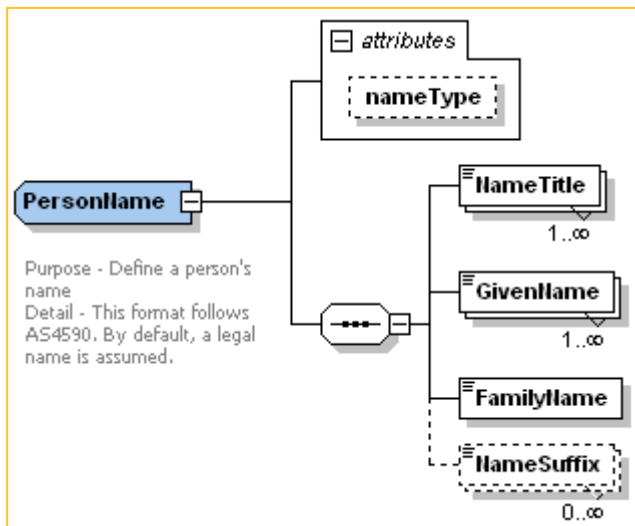 attributes
nameType
PersonName
Purpose - Define a person's
name
Detail - This format follows
AS4590. By default, a legal
name is assumed.
NameTitle
1..∞
GivenName
1..∞
FamilyName
NameSuffix
0..∞